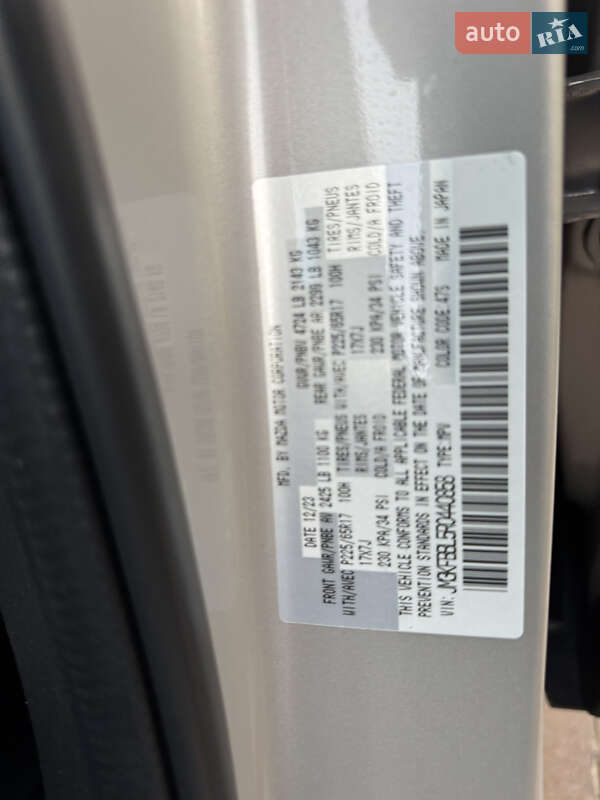 auto RIA .com
MFD. BY MAZDA MOTOR CORPORATION
DATE 12/23 GVWR/PNBV 4724 LB 2143 KG
FRONT GAWR/PNBE AV 2425 LB 1100 KG REAR GAWR/PNBE AR 2299 LB 1043 KG
WITH/AVEC P225/65R17 100H TIRES/PNEUS WITH/AVEC P225/65R17 100H TIRES/PNEUS
17X7J RIMS/JANTES 17X7J RIMS/JANTES
230 KPA/34 PSI COLD/A FROID 230 KPA/34 PSI COLD/A FROID
THIS VEHICLE CONFORMS TO ALL APPLICABLE FEDERAL MOTOR VEHICLE SAFETY AND THEFT
PREVENTION STANDARDS IN EFFECT ON THE DATE OF MANUFACTURE SHOWN ABOVE.
VIN: TYPE:MPV COLOR CODE:47S MADE IN JAPAN